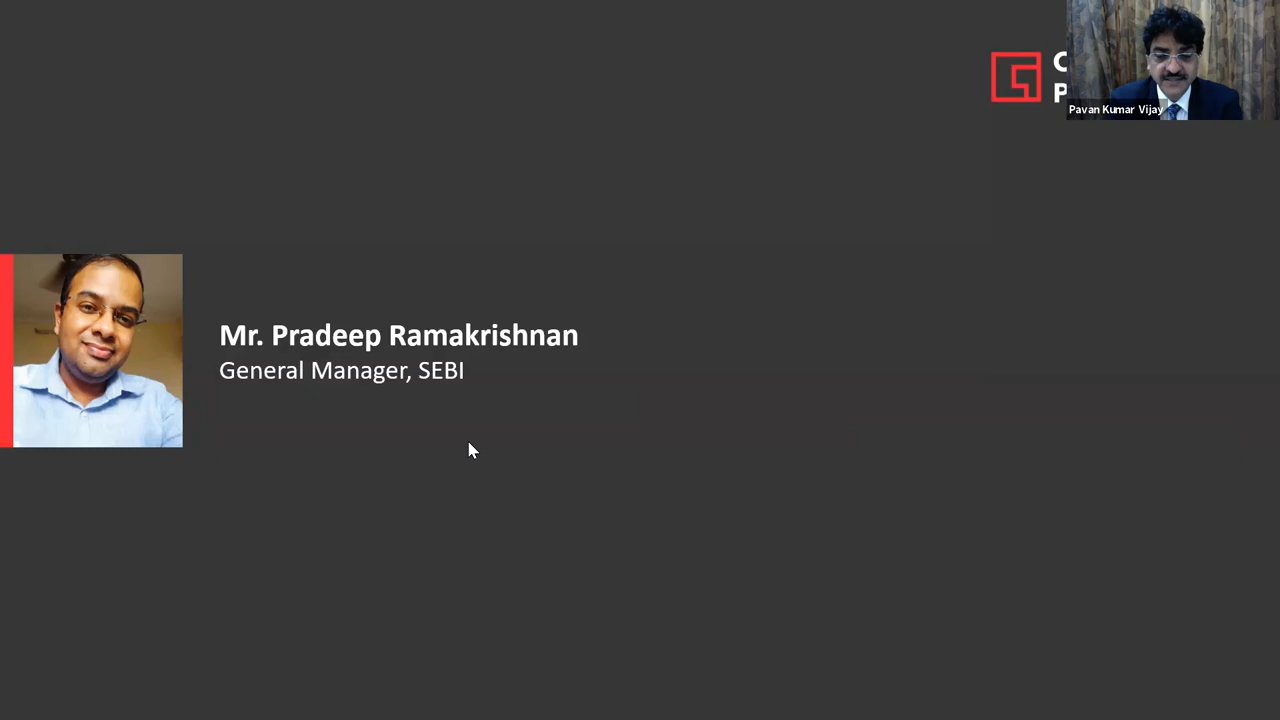 Pavan Kumar Vijay
Mr. Pradeep Ramakrishnan
General Manager, SEBI